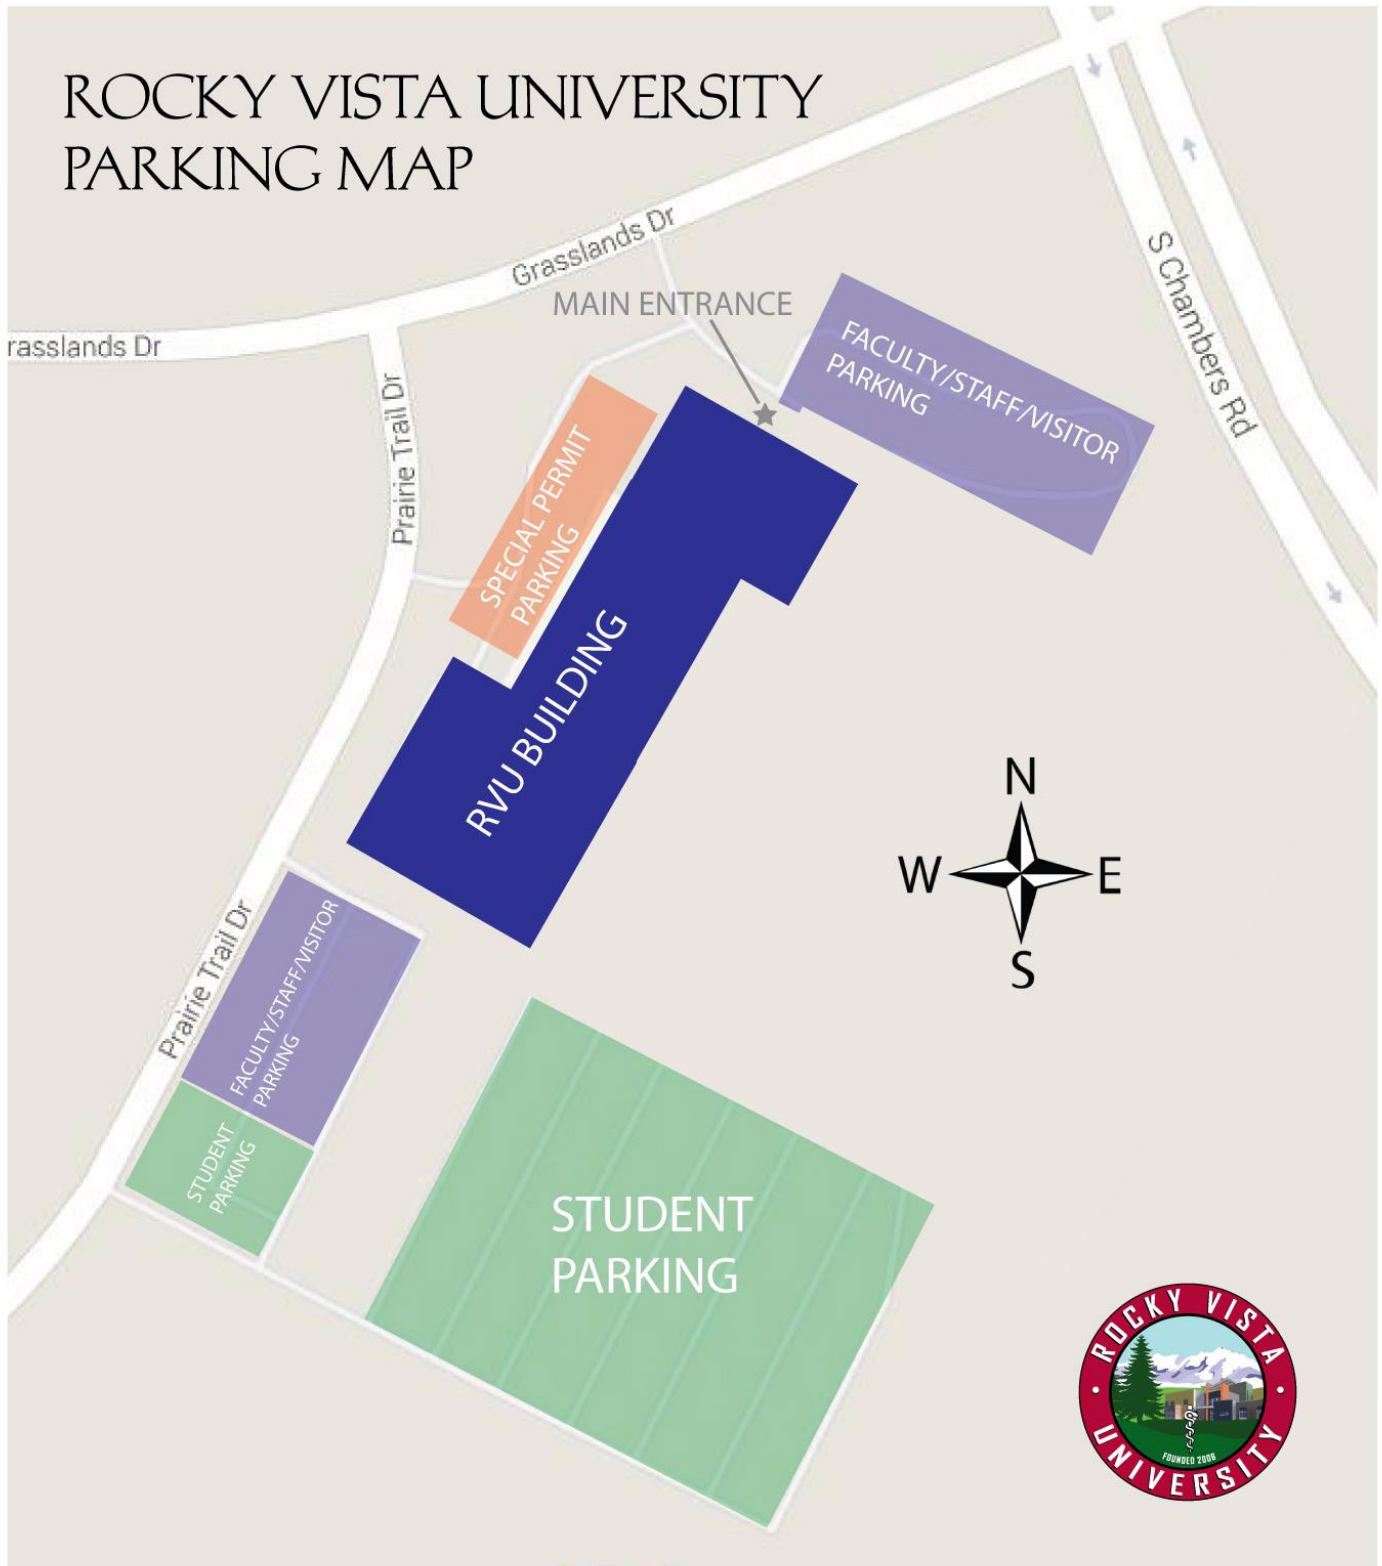 ROCKY VISTA UNIVERSITY
PARKING MAP
Grasslands Dr
rasslands Dr
MAIN ENTRANCE
S Chambers Rd
FACULTY/STAFF/VISITOR
PARKING
Prairie Trail Dr
SPECIAL PERMIT
PARKING
RVU BUILDING
N
W
E
S
Prairie Trail Dr
FACULTY/STAFF/VISITOR
PARKING
STUDENT
PARKING
STUDENT
PARKING
ROCKY VISTA
UNIVERSITY
FOUNDED 2006